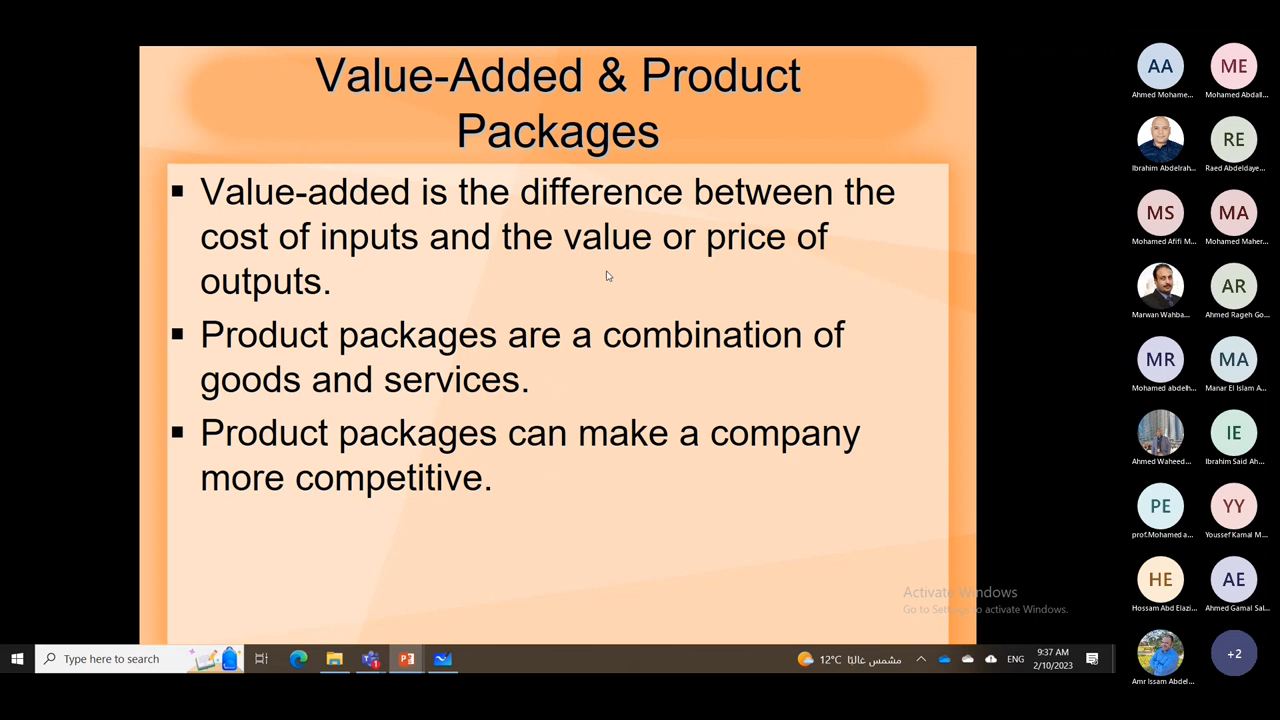 Value-Added & Product
Packages
▪ Value-added is the difference between the
cost of inputs and the value or price of
outputs.
▪ Product packages are a combination of
goods and services.
▪ Product packages can make a company
more competitive.
Activate Windows
Go to Settings to activate Windows.
Type here to search
12°C مشمس غالبًا
ENG
9:37 AM
2/10/2023
AA
Ahmed Mohame...
ME
Mohamed Abdall...
Ibrahim Abdelrah...
RE
Raed Abdeldaye...
MS
Mohamed Afifi M...
MA
Mohamed Maher...
Marwan Wahba...
AR
Ahmed Rageh Go...
MR
Mohamed abdelh...
MA
Manar El Islam A...
Ahmed Waheed...
IE
Ibrahim Said Ah...
PE
prof.Mohamed a...
YY
Youssef Kamal M...
HE
Hossam Abd Elazi...
AE
Ahmed Gamal Sal...
Amr Issam Abdel...
+2